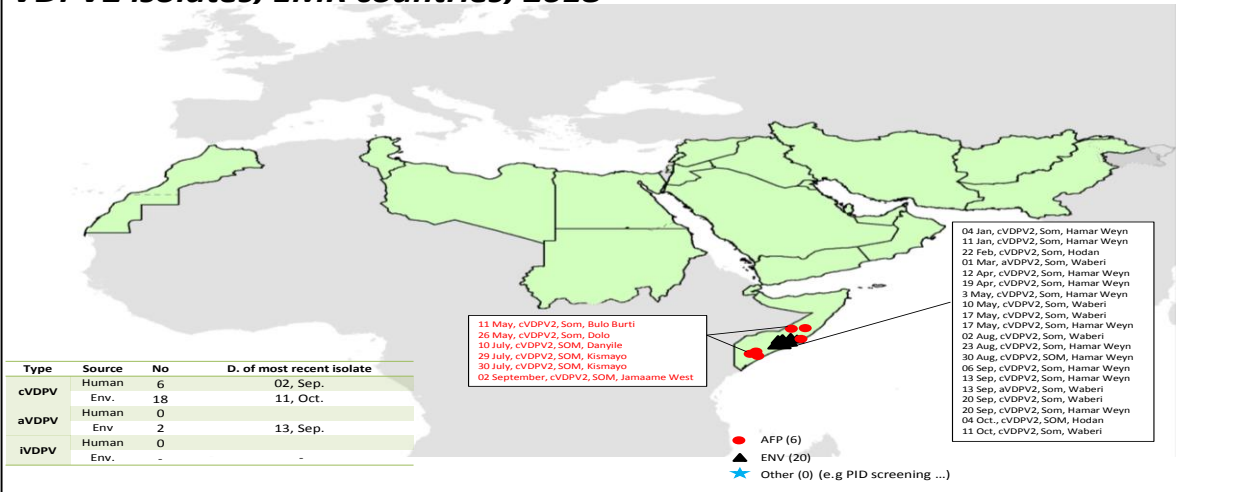 VDPV2 isolates, EMR countries, 2018
04 Jan, cVDPV2, Som, Hamar Weyn
11 Jan, cVDPV2, Som, Hamar Weyn
22 Feb, cVDPV2, Som, Hodan
01 Mar, aVDPV2, Som, Waberi
12 Apr, cVDPV2, Som, Hamar Weyn
19 Apr, cVDPV2, Som, Hamar Weyn
3 May, cVDPV2, Som, Hamar Weyn
10 May, cVDPV2, Som, Waberi
17 May, cVDPV2, Som, Waberi
17 May, cVDPV2, Som, Hamar Weyn
02 Aug, cVDPV2, Som, Waberi
23 Aug, cVDPV2, Som, Hamar Weyn
30 Aug, cVDPV2, SOM, Hamar Weyn
06 Sep, cVDPV2, Som, Hamar Weyn
13 Sep, cVDPV2, Som, Hamar Weyn
13 Sep, aVDPV2, Som, Waberi
20 Sep, cVDPV2, Som, Waberi
20 Sep, cVDPV2, Som, Hamar Weyn
04 Oct., cVDPV2, SOM, Hodan
11 Oct, cVDPV2, Som, Waberi
11 May, cVDPV2, Som, Bulo Burti
26 May, cVDPV2, Som, Dolo
10 July, cVDPV2, SOM, Danyile
29 July, cVDPV2, SOM, Kismayo
30 July, cVDPV2, SOM, Kismayo
02 September, cVDPV2, SOM, Jamaame West
Type Source No D. of most recent isolate
cVDPV Human 6 02, Sep.
Env. 18 11, Oct.
aVDPV Human 0
Env 2 13, Sep.
iVDPV Human 0
Env. - -
AFP (6)
ENV (20)
Other (0) (e.g PID screening ...)